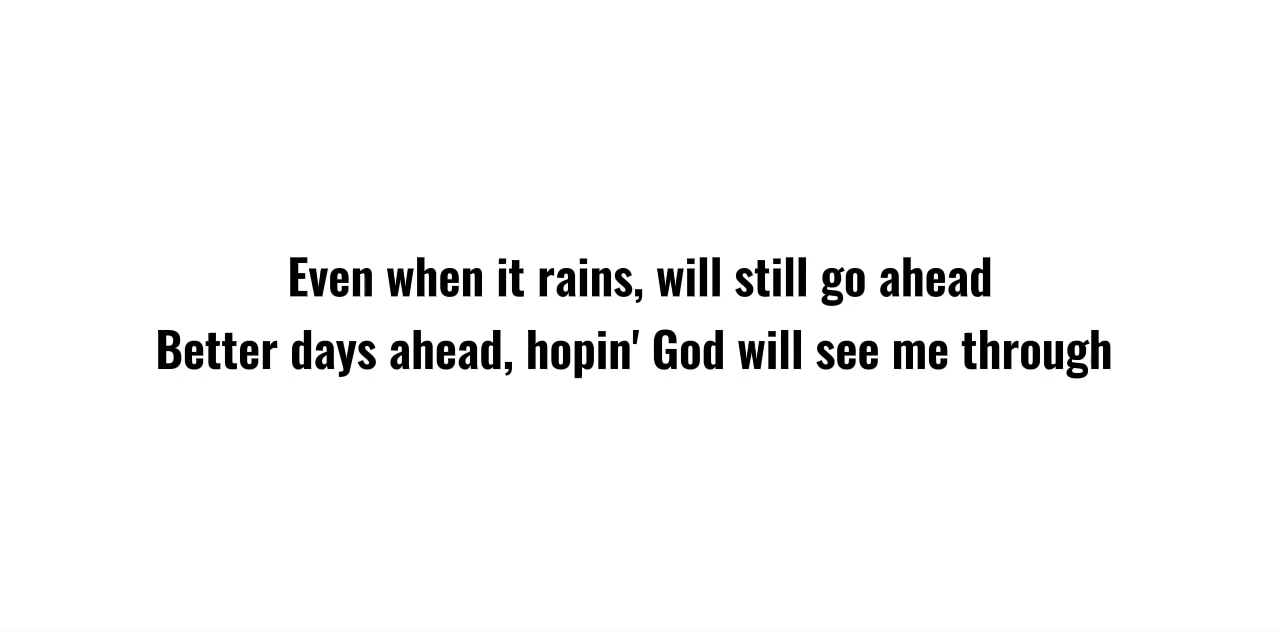 Even when it rains, will still go ahead
Better days ahead, hopin' God will see me through